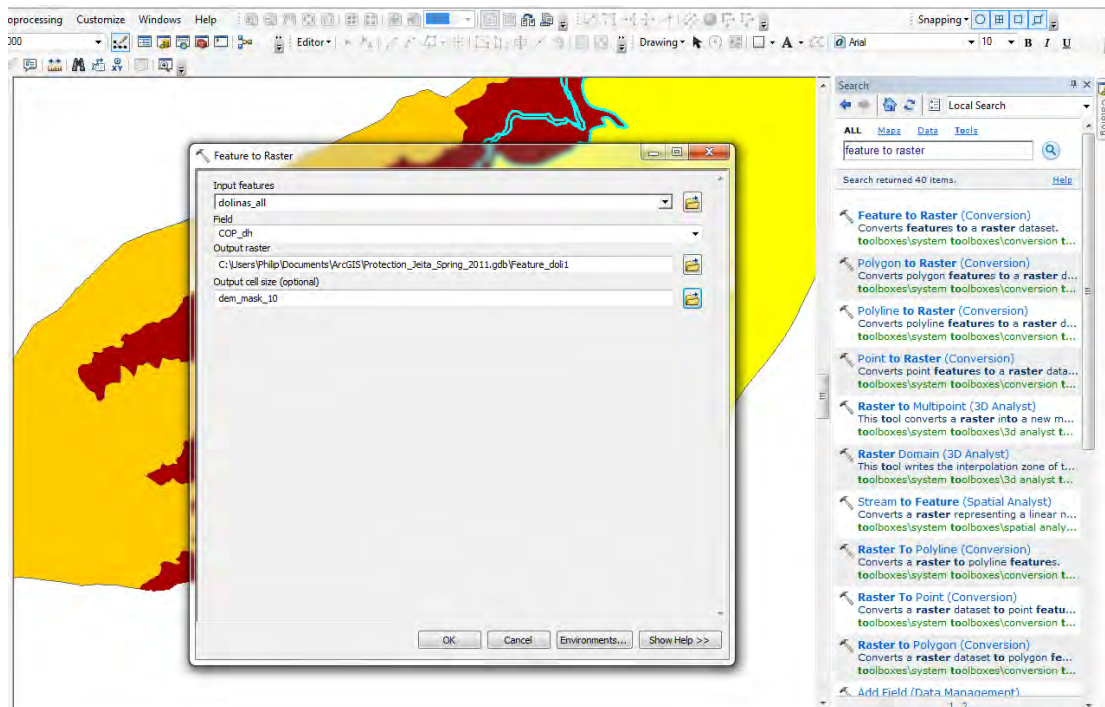 oprocessing Customize Windows Help
Snapping
000
Editor
Drawing
A
Arial
10
B I U
Search
Local Search
ALL Maps Data Tools
feature to raster
Search returned 40 items. Help
Feature to Raster (Conversion)
Converts features to a raster dataset.
toolboxes\system toolboxes\conversion t...
Polygon to Raster (Conversion)
Converts polygon features to a raster d...
toolboxes\system toolboxes\conversion t...
Polyline to Raster (Conversion)
Converts polyline features to a raster d...
toolboxes\system toolboxes\conversion t...
Point to Raster (Conversion)
Converts point features to a raster data...
toolboxes\system toolboxes\conversion t...
Raster to Multipoint (3D Analyst)
This tool converts a raster into a new m...
toolboxes\system toolboxes\3d analyst t...
Raster Domain (3D Analyst)
This tool writes the interpolation zone of t...
toolboxes\system toolboxes\3d analyst t...
Stream to Feature (Spatial Analyst)
Converts a raster representing a linear n...
toolboxes\system toolboxes\spatial analy...
Raster To Polyline (Conversion)
Converts a raster to polyline features.
toolboxes\system toolboxes\conversion t...
Raster To Point (Conversion)
Converts a raster dataset to point featu...
toolboxes\system toolboxes\conversion t...
Raster to Polygon (Conversion)
Converts a raster dataset to polygon fe...
toolboxes\system toolboxes\conversion t...
Add Field (Data Management)
1 2
Feature to Raster
Input features
dolinas_all
Field
COP_dh
Output raster
C:\Users\Philip\Documents\ArcGIS\Protection_Jeita_Spring_2011.gdb\Feature_doli1
Output cell size (optional)
dem_mask_10
OK Cancel Environments... Show Help >>